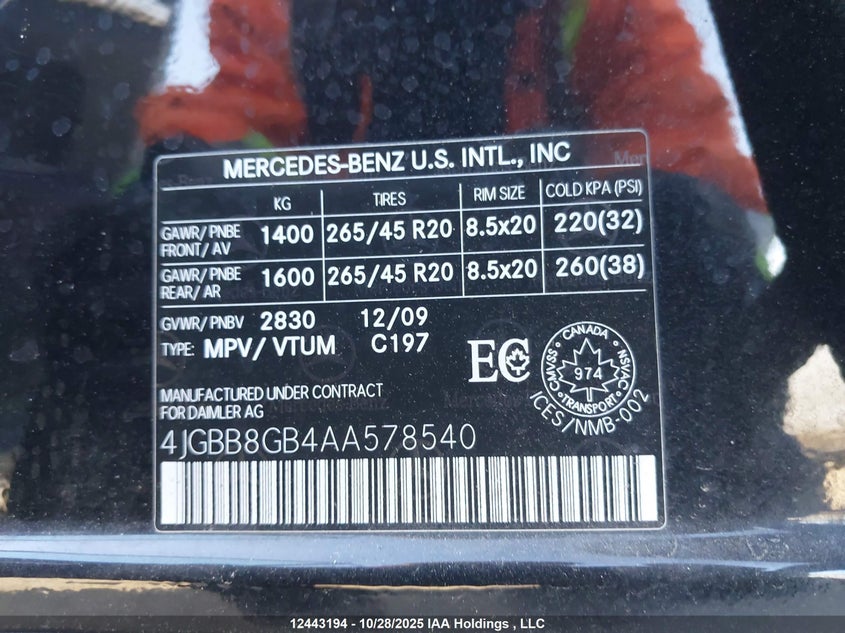 MERCEDES-BENZ U.S. INTL., INC
KG TIRES RIM SIZE COLD KPA (PSI)
GAWR/PNBE FRONT/AV 1400 265/45 R20 8.5x20 220(32)
GAWR/PNBE REAR/AR 1600 265/45 R20 8.5x20 260(38)
GVWR/PNBV 2830 12/09
TYPE: MPV/VTUM C197
EC
CANADA
CMVSS NSVAC
974
TRANSPORT
ICES/NMB-002
MANUFACTURED UNDER CONTRACT
FOR DAIMLER AG
4JGBB8GB4AA578540
12443194 - 10/28/2025 IAA Holdings , LLC